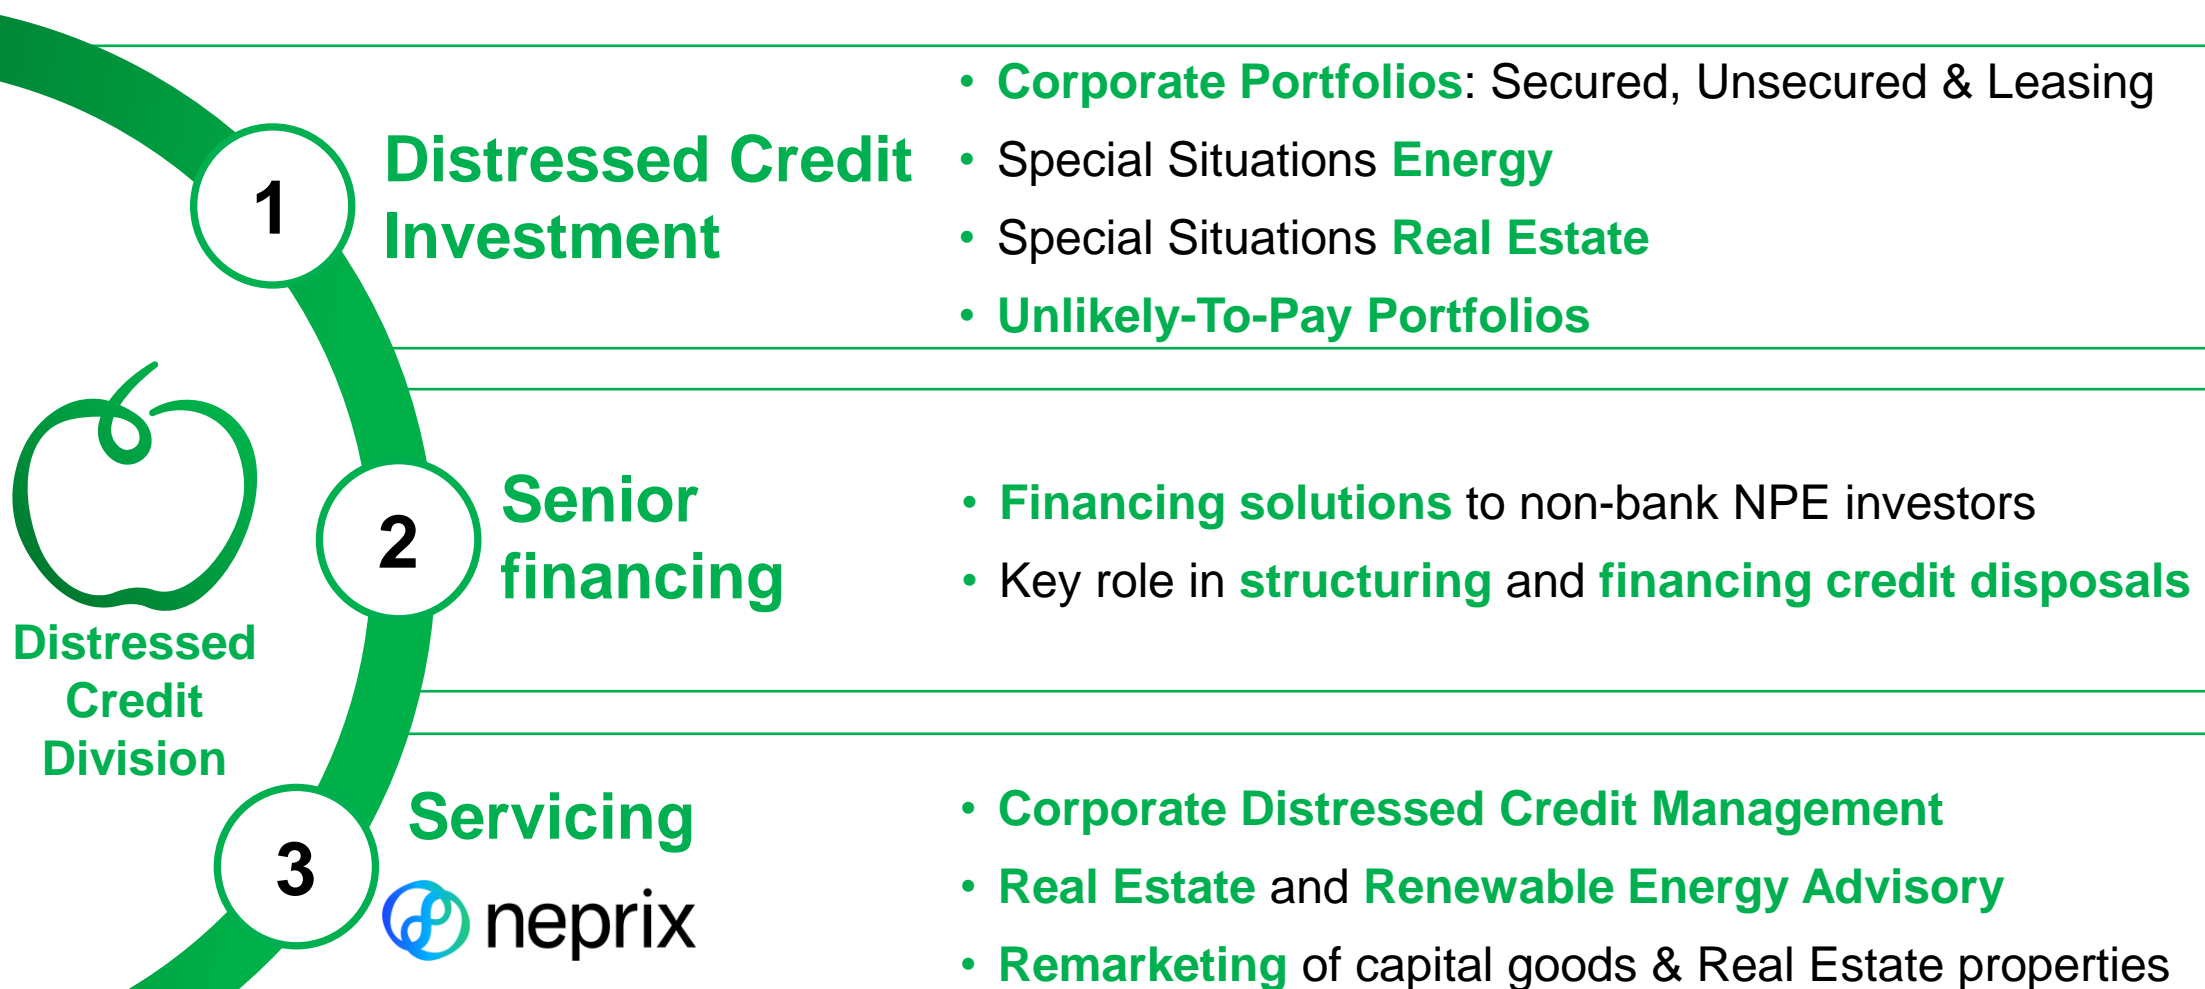 Distressed
Credit
Division
1
Distressed Credit
Investment
• Corporate Portfolios: Secured, Unsecured & Leasing
• Special Situations Energy
• Special Situations Real Estate
• Unlikely-To-Pay Portfolios
2
Senior
financing
• Financing solutions to non-bank NPE investors
• Key role in structuring and financing credit disposals
3
Servicing
neprix
• Corporate Distressed Credit Management
• Real Estate and Renewable Energy Advisory
• Remarketing of capital goods & Real Estate properties